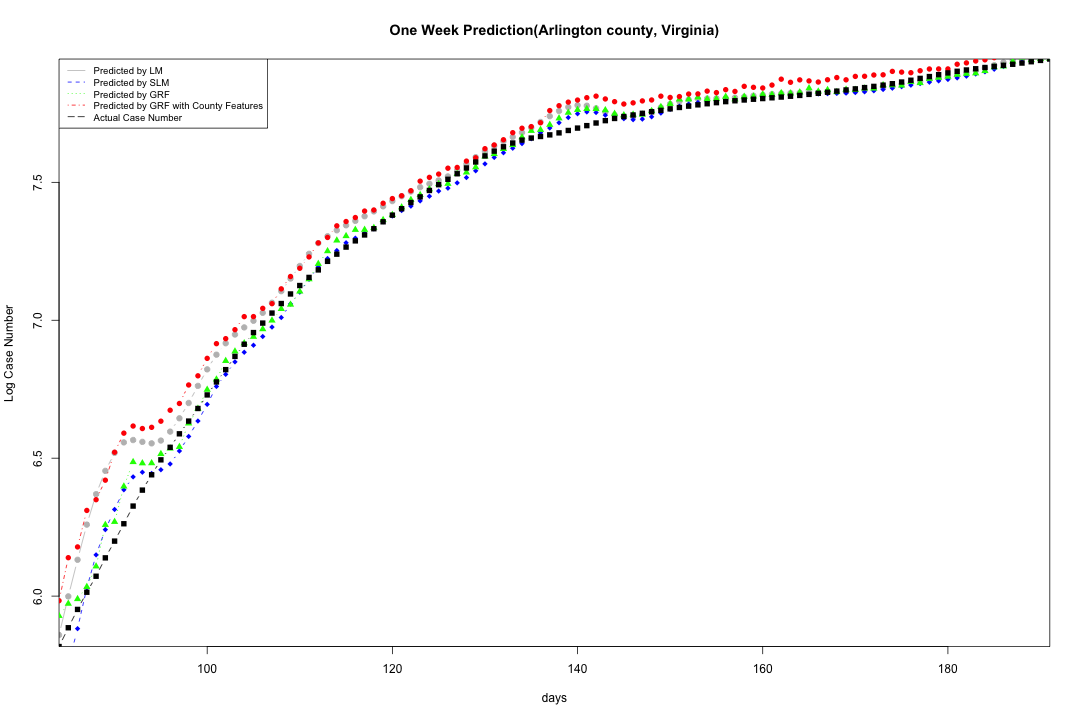 One Week Prediction(Arlington county, Virginia)
Predicted by LM
Predicted by SLM
Predicted by GRF
Predicted by GRF with County Features
Actual Case Number
Log Case Number
7.5
7.0
6.5
6.0
100
120
140
160
180
days